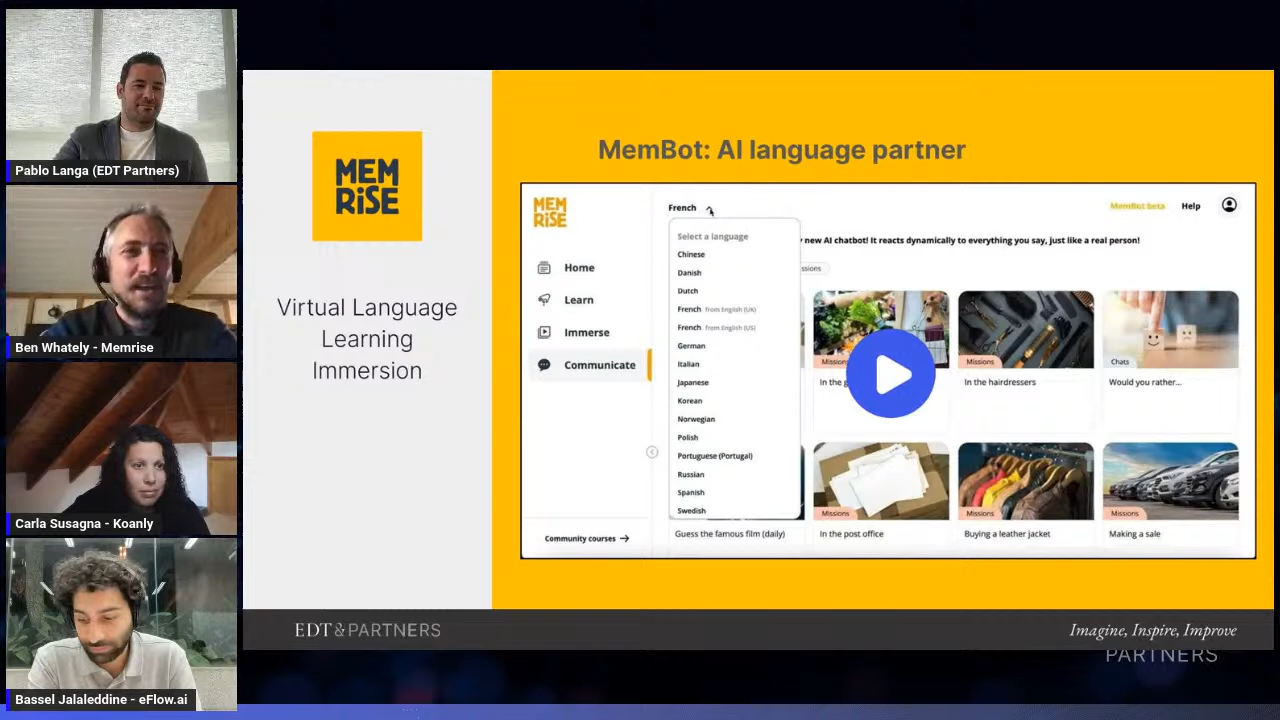 Pablo Langa (EDT Partners)
Ben Whately - Memrise
Carla Susagna - Koanly
Bassel Jalaleddine - eFlow.ai
MEM
RiSE
Virtual Language
Learning
Immersion
MemBot: AI language partner
MEM
RiSE
Home
Learn
Immerse
Communicate
Community courses
French
MemBot beta
Help
new AI chatbot! It reacts dynamically to everything you say, just like a real person!
Select a language
Chinese
Danish
Dutch
French from English (UK)
French from English (US)
German
Italian
Japanese
Korean
Norwegian
Polish
Portuguese (Portugal)
Russian
Spanish
Swedish
ssions
Missions
In the g
Missions
In the hairdressers
Chats
Would you rather...
Guess the famous film (daily)
Missions
In the post office
Missions
Buying a leather jacket
Missions
Making a sale
EDT&PARTNERS
Imagine, Inspire, Improve
PARTNERS